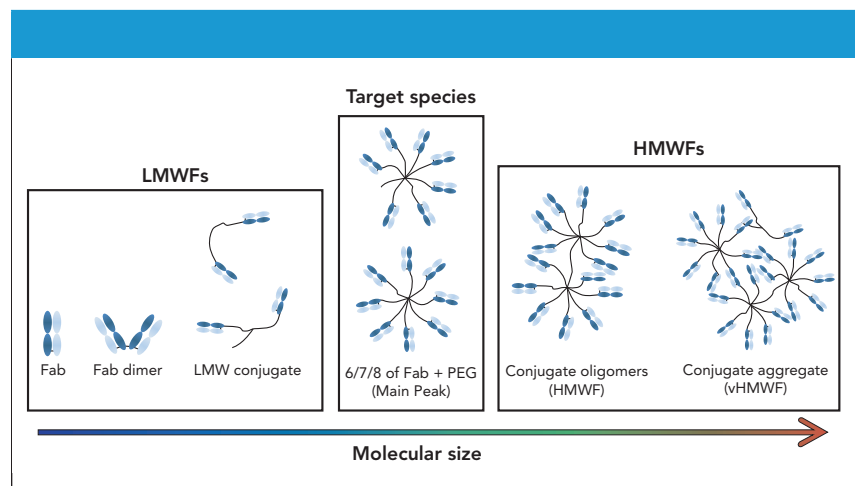 Target species
LMWFs
HMWFs
Fab
Fab dimer
LMW conjugate
6/7/8 of Fab + PEG
(Main Peak)
Conjugate oligomers
(HMWF)
Conjugate aggregate
(vHMWF)
Molecular size